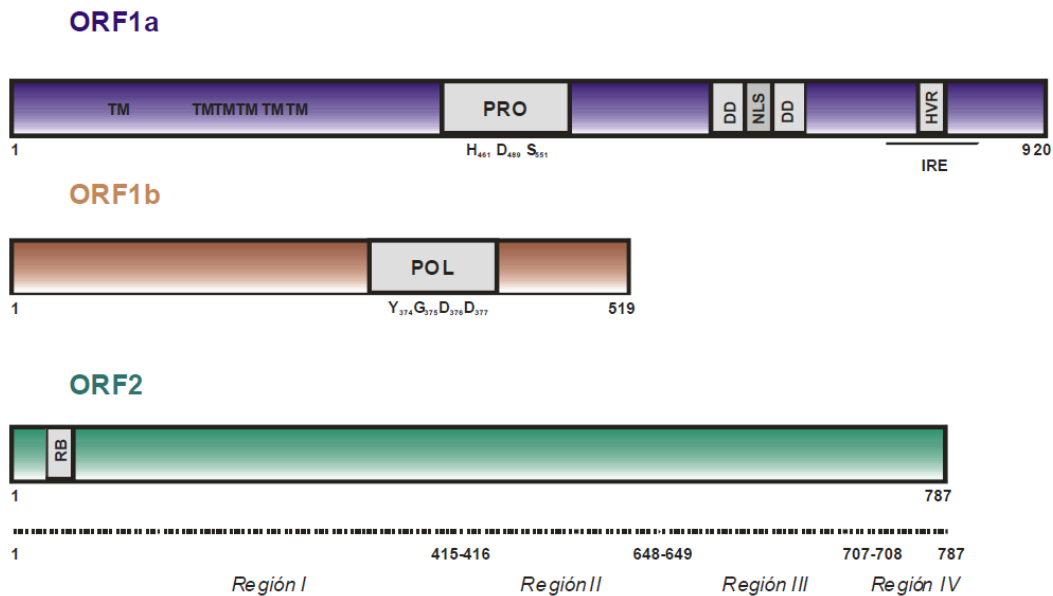 ORF1a
TM TMTMTM TMTM PRO DD NLS DD HVR
1 H₄₆₁ D₄₈₉ S₅₅₁ 920
IRE
ORF1b
POL
1 Y₃₇₄G₃₇₅D₃₇₆D₃₇₇ 519
ORF2
RB
1 787
1 415-416 648-649 707-708 787
Región I Región II Región III Región IV